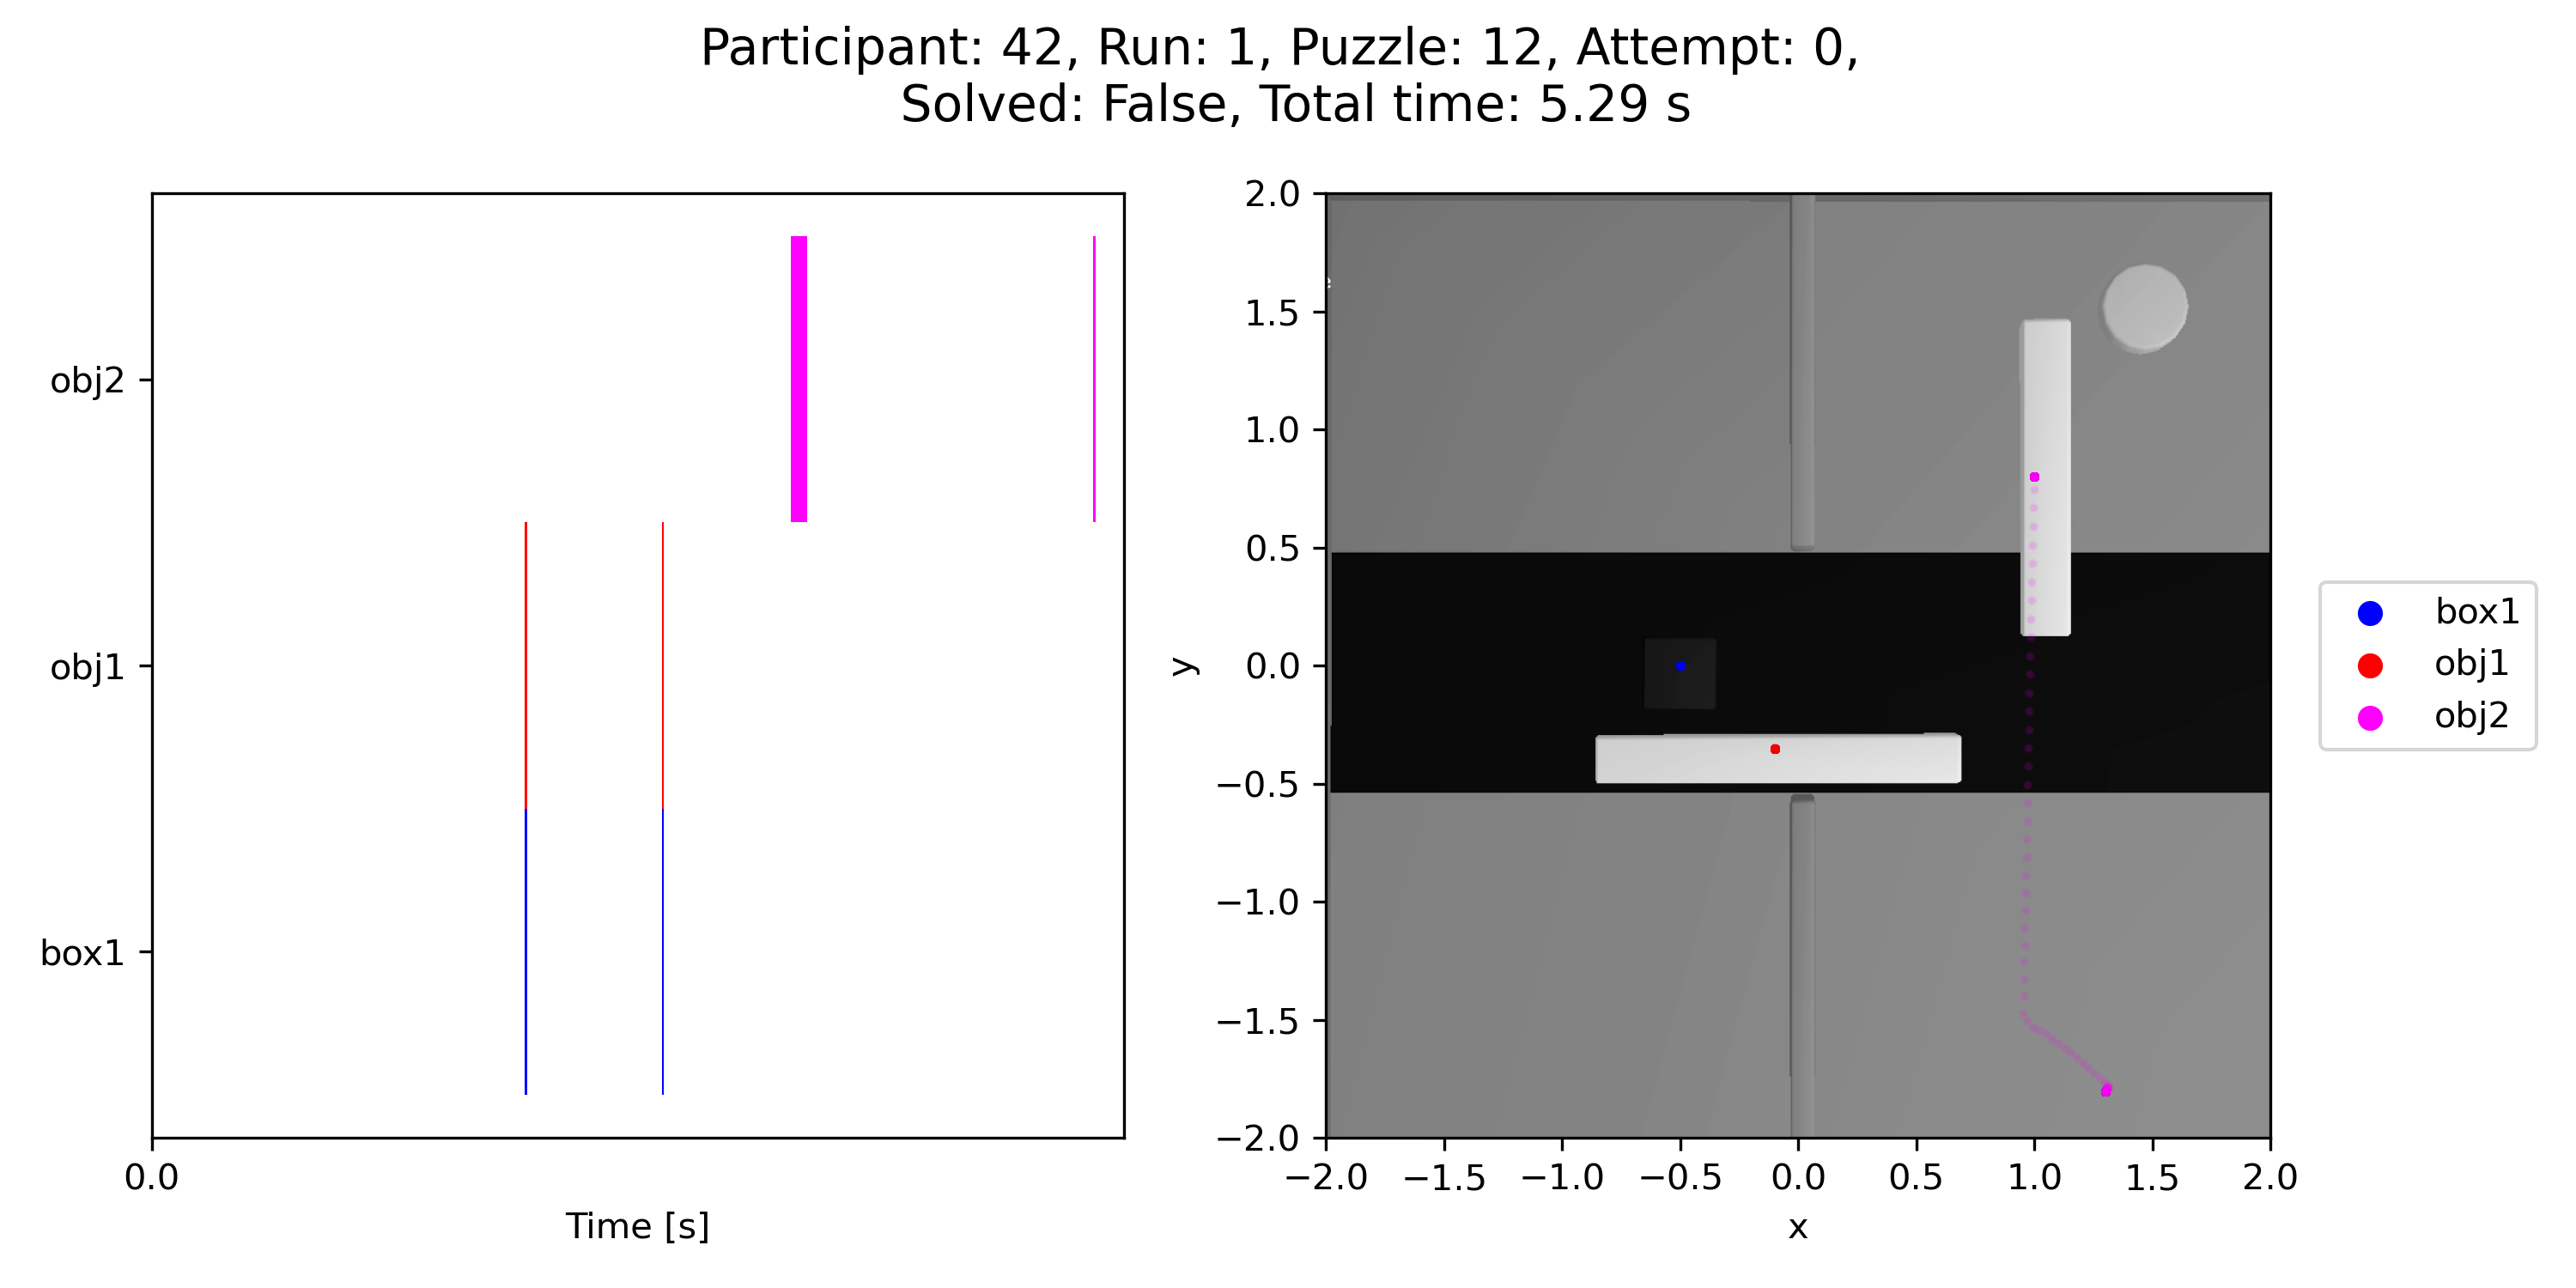 Participant: 42, Run: 1, Puzzle: 12, Attempt: 0,
Solved: False, Total time: 5.29 s
obj2
obj1
box1
0.0
Time [s]
y
2.0
1.5
1.0
0.5
0.0
−0.5
−1.0
−1.5
−2.0
−2.0 −1.5 −1.0 −0.5 0.0 0.5 1.0 1.5 2.0
x
box1
obj1
obj2